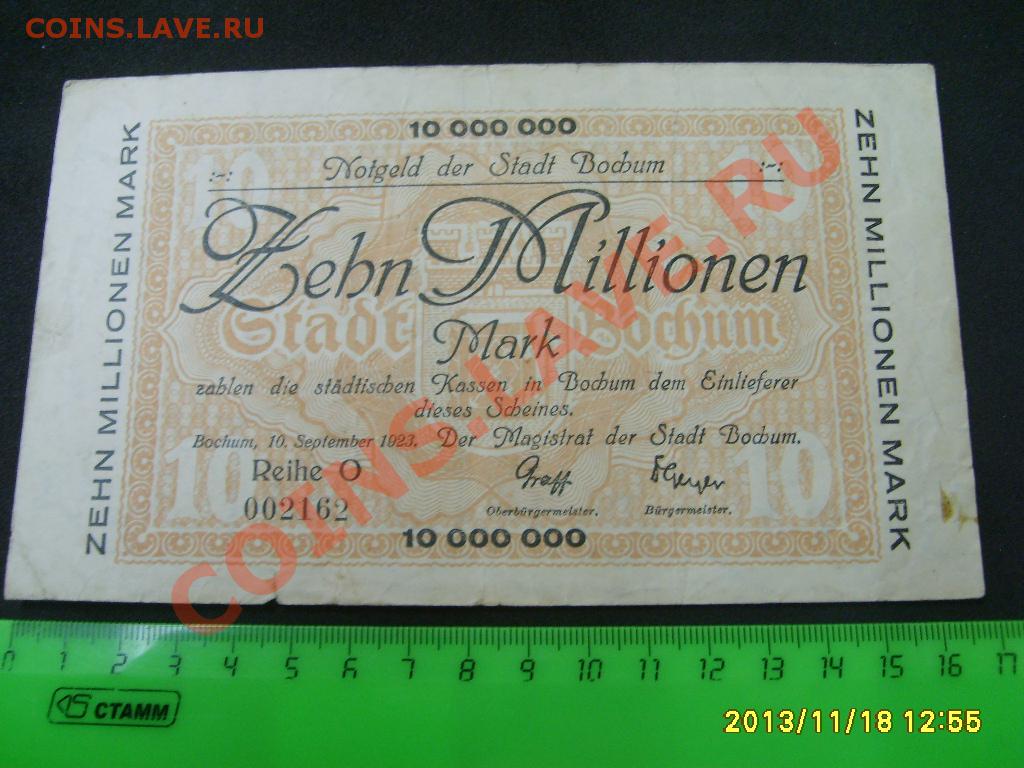 COINS.LAVE.RU
10 000 000
:-: Notgeld der Stadt Bochum :-:
10 10
Zehn Millionen
Stadt Bochum
Mark
zahlen die städtischen Kassen in Bochum dem Einlieferer
dieses Scheines.
Bochum, 10. September 1923. Der Magistrat der Stadt Bochum.
Reihe O
Graff
10 002162 10
Oberbürgermeister. Bürgermeister.
10 000 000
ZEHN MILLIONEN MARK
ZEHN MILLIONEN MARK
COINS.LAVE.RU
0 1 2 3 4 5 6 7 8 9 10 11 12 13 14 15 16 17
СТАММ
2013/11/18 12:55